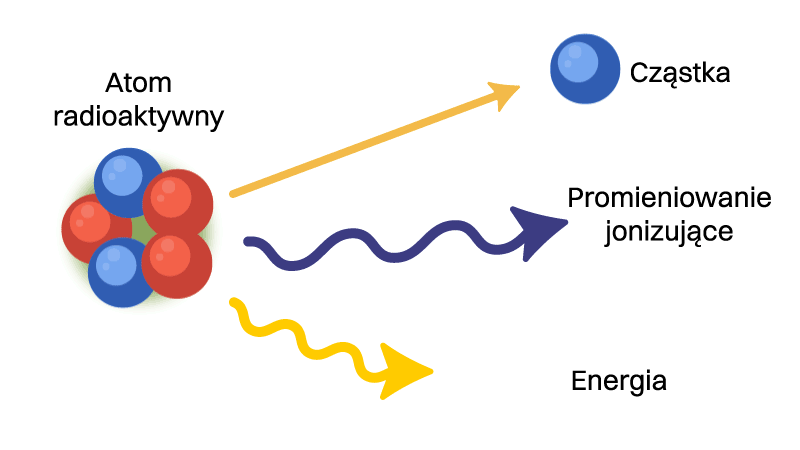 Atom
radioaktywny
Cząstka
Promieniowanie
jonizujące
Energia